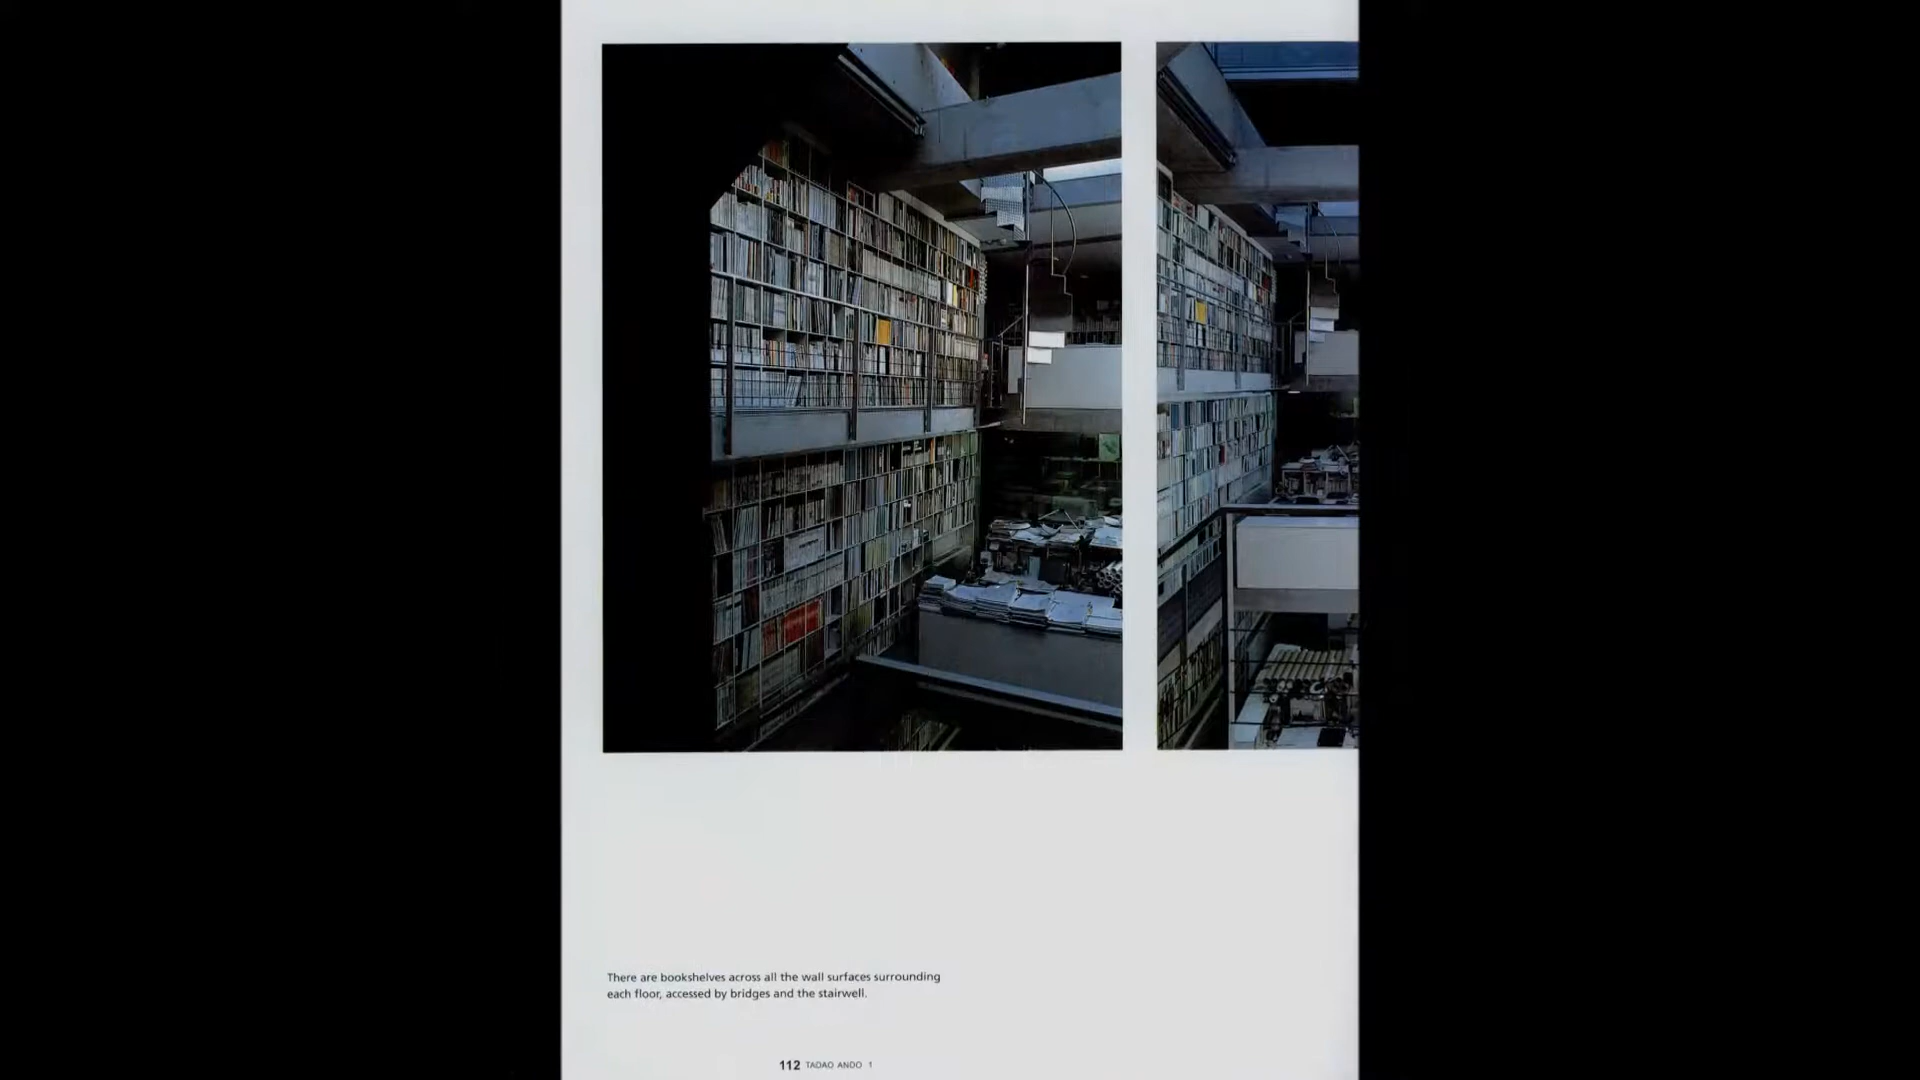 There are bookshelves across all the wall surfaces surrounding
each floor, accessed by bridges and the stairwell.
112 TADAO ANDO 1